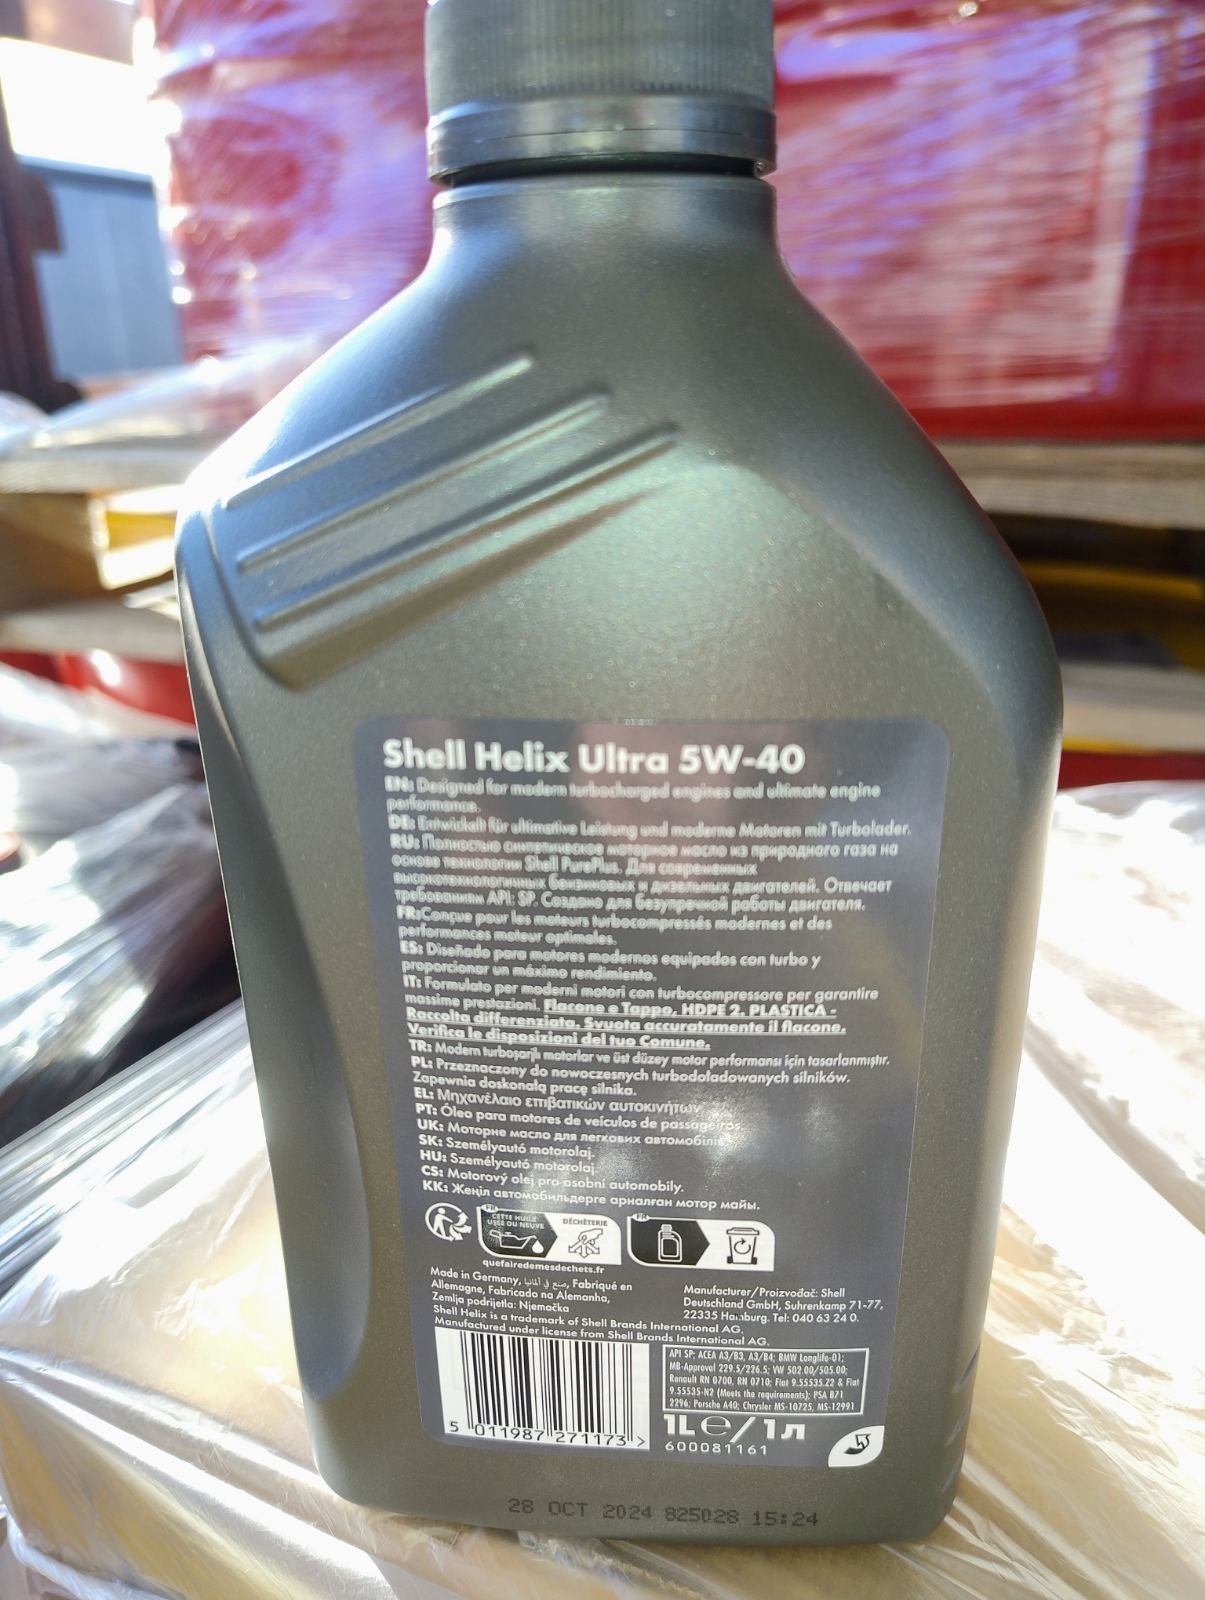 Shell Helix Ultra 5W-40
EN: Designed for modern turbocharged engines and ultimate engine
performance.
DE: Entwickelt für ultimative Leistung und moderne Motoren mit Turbolader.
RU: Полностью синтетическое моторное масло из природного газа на
основе технологии Shell PurePlus. Для современных
высокотехнологичных бензиновых и дизельных двигателей. Отвечает
требованиям API: SP. Создано для безупречной работы двигателя.
FR:Conçue pour les moteurs turbocompressés modernes et des
performances moteur optimales.
ES: Diseñado para motores modernos equipados con turbo y
proporcionar un máximo rendimiento.
IT: Formulato per moderni motori con turbocompressore per garantire
massime prestazioni. Flacone e Tappo, HDPE 2. PLASTICA -
Raccolta differenziata. Svuota accuratamente il flacone.
Verifica le disposizioni del tuo Comune.
TR: Modern turboşarjlı motorlar ve üst düzey motor performansı için tasarlanmıştır.
PL: Przeznaczony do nowoczesnych turbodoładowanych silników.
Zapewnia doskonałą pracę silnika.
EL: Μηχανέλαιο επιβατικών αυτοκινήτων
PT: Óleo para motores de veículos de passageiros.
UK: Моторне масло для легкових автомобілів
SK: Személyautó motorolaj.
HU: Személyautó motorolaj.
CS: Motorový olej pro osobní automobily.
KK: Жеңіл автомобильдерге арналған мотор майы.
FR
CETTE HUILE
USÉE OU NEUVE
DÉCHÈTERIE
FR
quefairedemesdechets.fr
Made in Germany, صنع في ألمانيا, Fabriqué en
Allemagne, Fabricado na Alemanha,
Zemlja podrijetla: Njemačka
Shell Helix is a trademark of Shell Brands International AG.
Manufactured under license from Shell Brands International AG.
Manufacturer/Proizvođač: Shell
Deutschland GmbH, Suhrenkamp 71-77,
22335 Hamburg. Tel: 040 63 24 0.
API SP; ACEA A3/B3, A3/B4; BMW Longlife-01;
MB-Approval 229.5/226.5; VW 502.00/505.00;
Renault RN 0700, RN 0710; Fiat 9.55535.Z2 & Fiat
9.55535-N2 (Meets the requirements); PSA B71
2296; Porsche A40; Chrysler MS-10725, MS-12991
5 011987 271173 >
1L ℮/1л
600081161
28 OCT 2024 825028 15:24